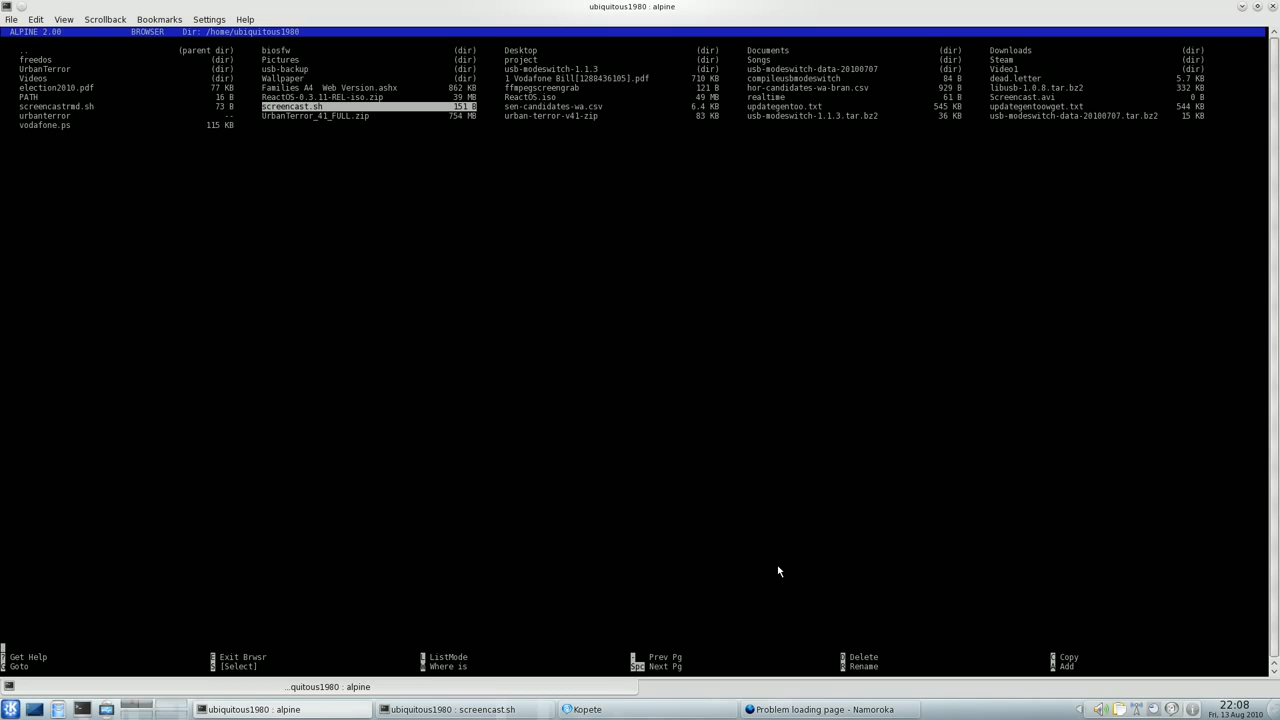 ubiquitous1980 : alpine
File Edit View Scrollback Bookmarks Settings Help
ALPINE 2.00 BROWSER Dir: /home/ubiquitous1980
.. (parent dir) biosfw (dir) Desktop (dir) Documents (dir) Downloads (dir)
freedos (dir) Pictures (dir) project (dir) Songs (dir) Steam (dir)
UrbanTerror (dir) usb-backup (dir) usb-modeswitch-1.1.3 (dir) usb-modeswitch-data-20100707 (dir) Video1 (dir)
Videos (dir) Wallpaper (dir) 1 Vodafone Bill[1288436105].pdf 710 KB compileusbmodeswitch 84 B dead.letter 5.7 KB
election2010.pdf 77 KB Families A4 Web Version.ashx 862 KB ffmpegscreengrab 121 B hor-candidates-wa-bran.csv 929 B libusb-1.0.8.tar.bz2 332 KB
PATH 16 B ReactOS-0.3.11-REL-iso.zip 39 MB ReactOS.iso 49 MB realtime 61 B Screencast.avi 0 B
screencastrmd.sh 73 B screencast.sh 151 B sen-candidates-wa.csv 6.4 KB updategentoo.txt 545 KB updategentoowget.txt 544 KB
urbanterror -- UrbanTerror_41_FULL.zip 754 MB urban-terror-v41-zip 83 KB usb-modeswitch-1.1.3.tar.bz2 36 KB usb-modeswitch-data-20100707.tar.bz2 15 KB
vodafone.ps 115 KB
? Get Help E Exit Brwsr L ListMode - Prev Pg D Delete C Copy
G Goto S [Select] W Where is Spc Next Pg R Rename A Add
...quitous1980 : alpine
ubiquitous1980 : alpine ubiquitous1980 : screencast.sh Kopete Problem loading page - Namoroka 22:08
Fri, 13 Aug 2010